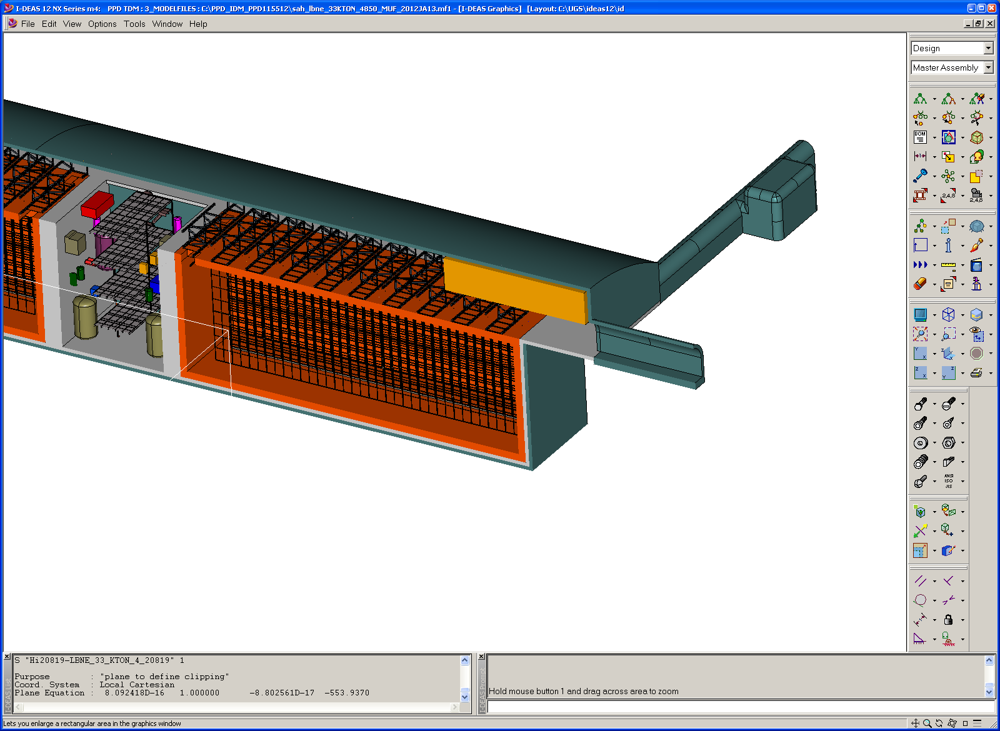 I-DEAS 12 NX Series m4:    PPD TDM : 3_MODELFILES : C:\PPD_IDM_PPD115512\sah_lbne_33KTON_4850_MUF_2012JA13.mf1 - [I-DEAS Graphics]   [Layout: C:\UGS\ideas12\id
File Edit View Options Tools Window Help
Design
Master Assembly
BOM
2,4,8
2,4,8
Y
X
Z
X
Z
X
Z
Y
ANSI
ISO
JIS
S "Hi20819-LBNE_33_KTON_4_20819" 1
Purpose : "plane to define clipping"
Coord. System : Local Cartesian
Plane Equation : 8.092418D-16 1.000000 -8.802561D-17 -553.9370
I-DEAS List
I-DEAS Prompt
Hold mouse button 1 and drag across area to zoom
Lets you enlarge a rectangular area in the graphics window